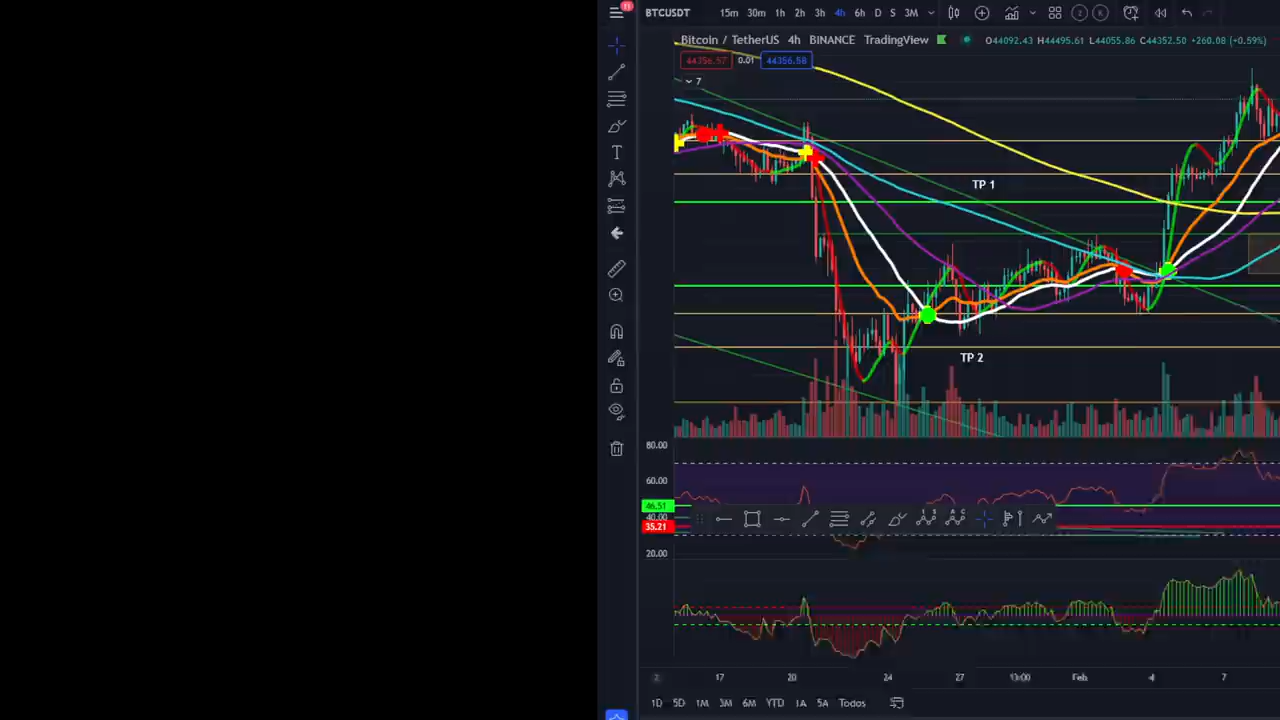 11
BTCUSDT 15m 30m 1h 2h 3h 4h 6h D S 3M
Bitcoin / TetherUS 4h BINANCE TradingView O44092.43 H44495.61 L44055.86 C44352.50 +260.08 (+0.59%)
44356.57 0.01 44356.58
7
TP 1
TP 2
80.00
60.00
46.51
40.00
35.21
20.00
17 20 24 27 13:00 Feb 4 7
1D 5D 1M 3M 6M YTD 1A 5A Todos